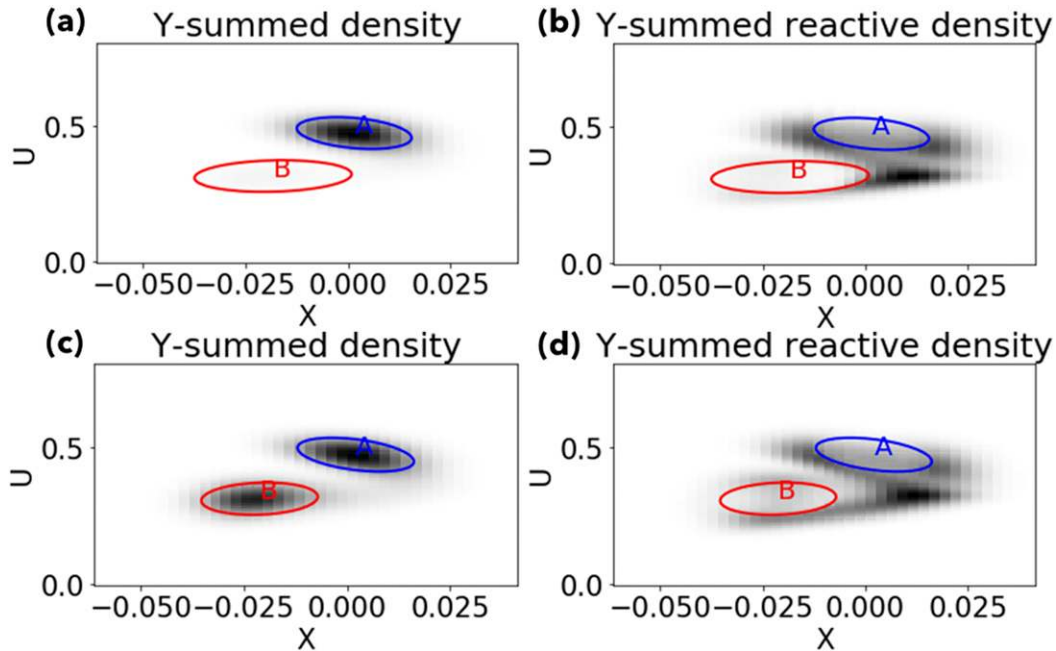 (a) Y-summed density
(b) Y-summed reactive density
U
0.5
0.0
A
B
−0.050 −0.025 0.000 0.025
X
U
0.5
0.0
A
B
−0.050 −0.025 0.000 0.025
X
(c) Y-summed density
(d) Y-summed reactive density
U
0.5
0.0
A
B
−0.050 −0.025 0.000 0.025
X
U
0.5
0.0
A
B
−0.050 −0.025 0.000 0.025
X